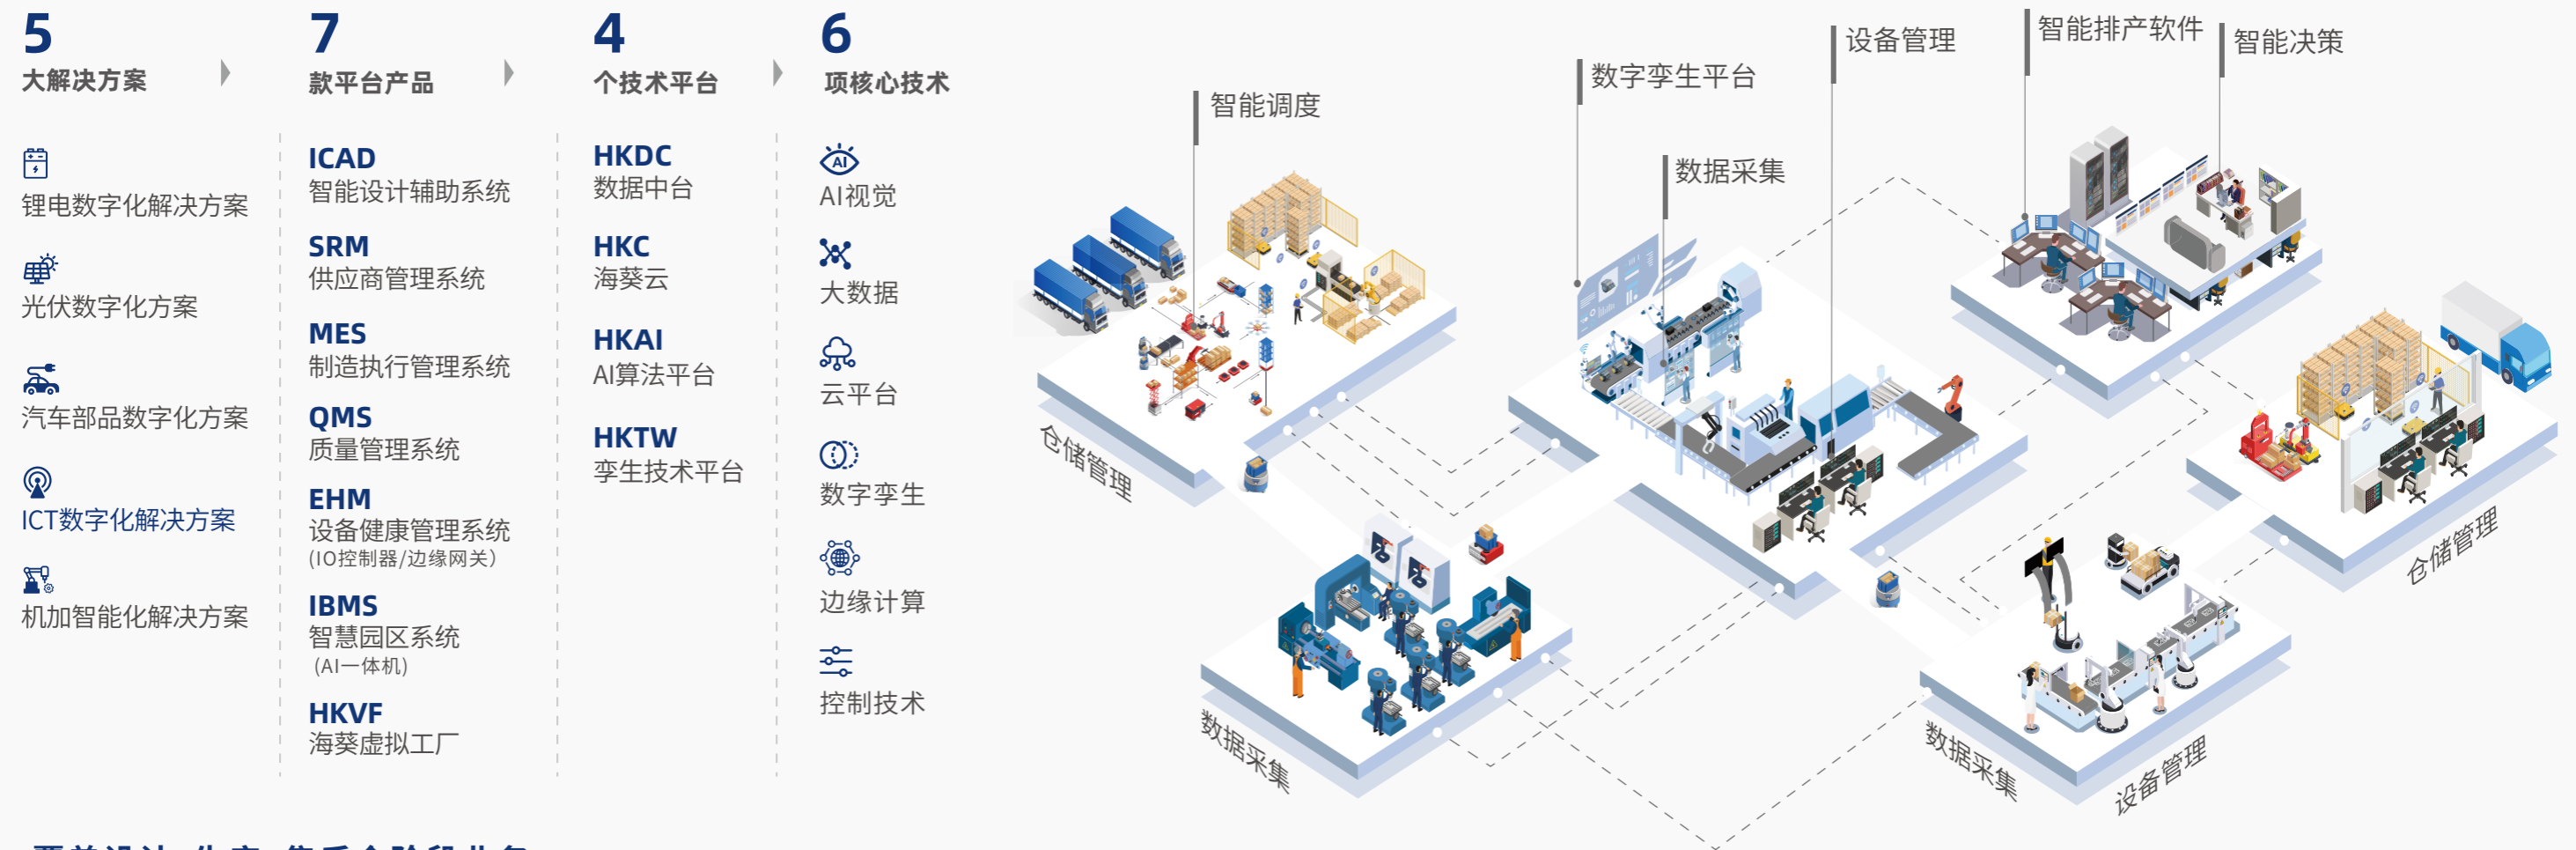 5
大解决方案
锂电数字化解决方案
光伏数字化方案
汽车部品数字化方案
ICT数字化解决方案
机加智能化解决方案
7
款平台产品
ICAD
智能设计辅助系统
SRM
供应商管理系统
MES
制造执行管理系统
QMS
质量管理系统
EHM
设备健康管理系统
(IO控制器/边缘网关）
IBMS
智慧园区系统
(AI一体机)
HKVF
海葵虚拟工厂
4
个技术平台
HKDC
数据中台
HKC
海葵云
HKAI
AI算法平台
HKTW
孪生技术平台
6
项核心技术
AI
AI视觉
大数据
云平台
数字孪生
边缘计算
控制技术
智能调度
数字孪生平台
数据采集
设备管理
智能排产软件
智能决策
仓储管理
数据采集
数据采集
设备管理
仓储管理